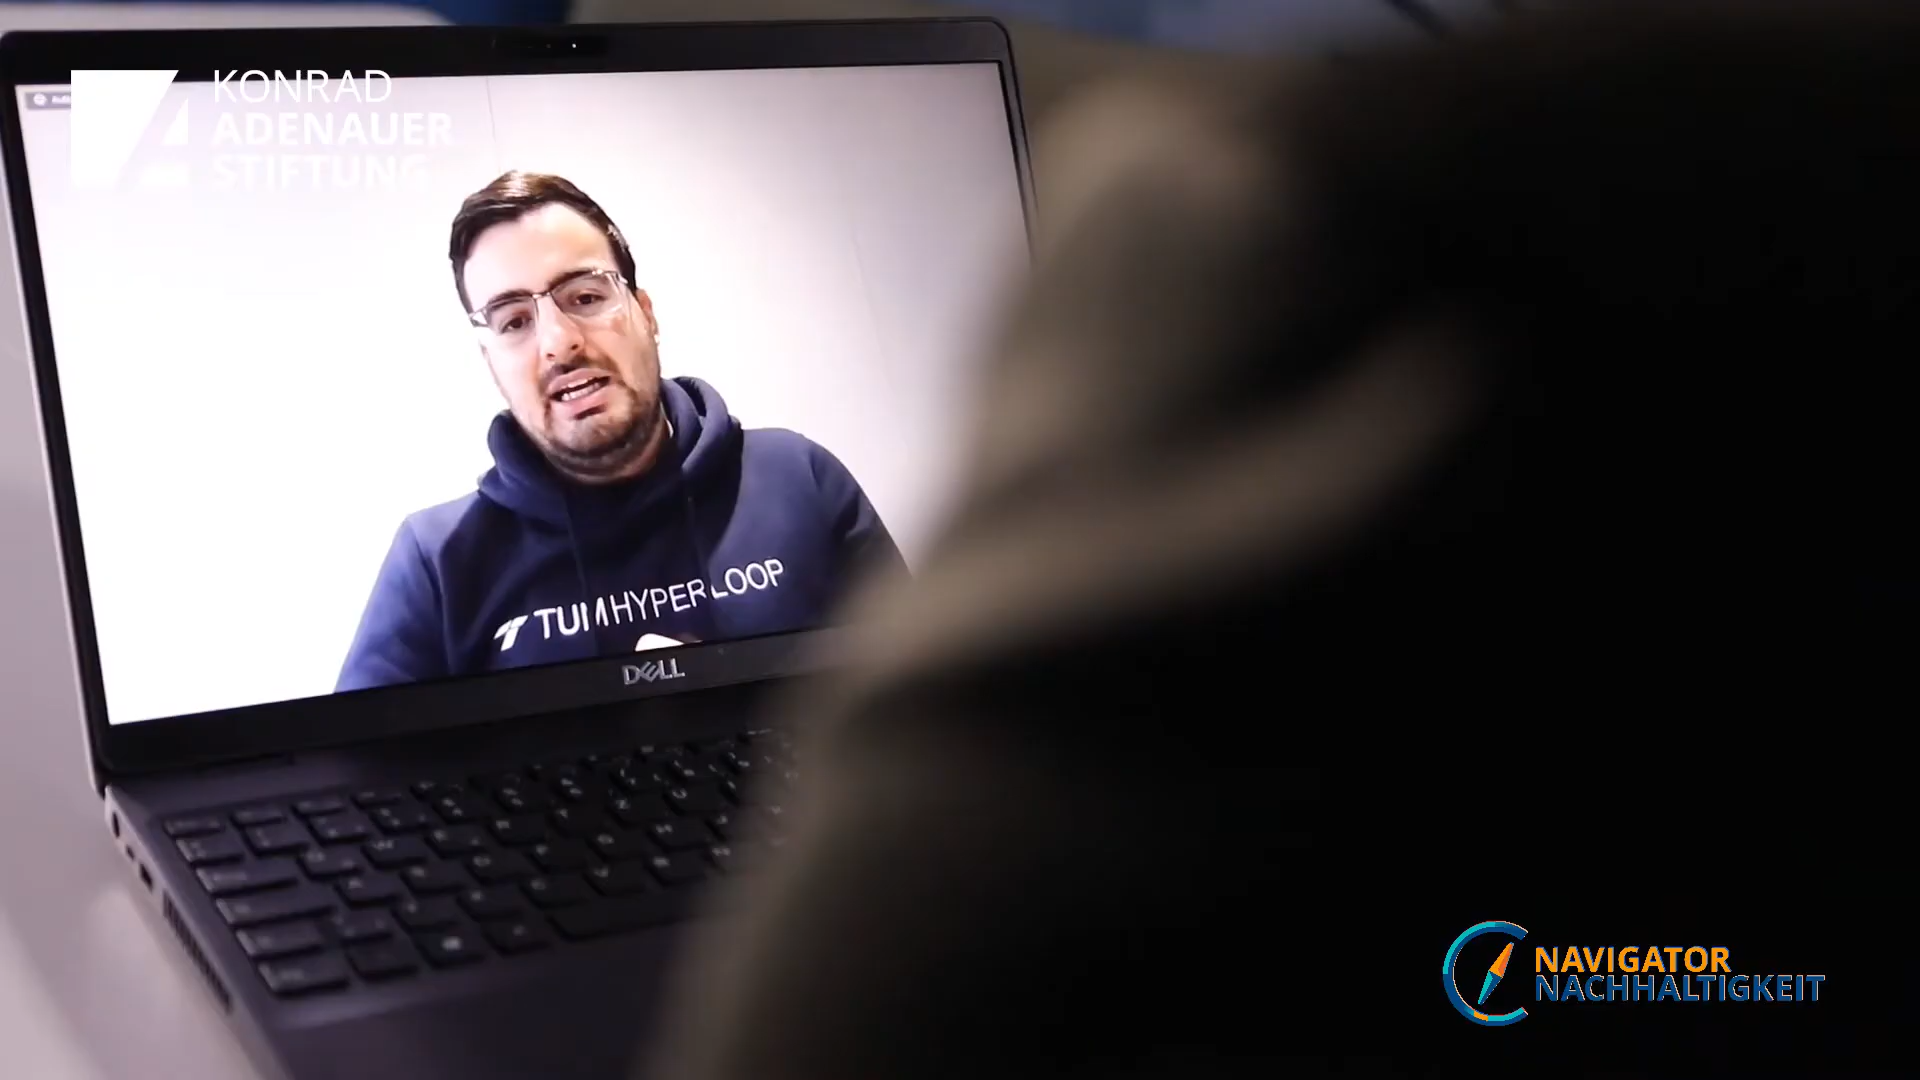 KONRAD
ADENAUER
STIFTUNG
TUM HYPERLOOP
DELL
NAVIGATOR
NACHHALTIGKEIT